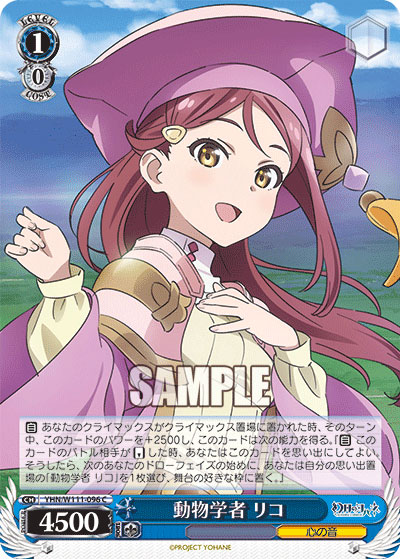 LEVEL
1
0
COST
SAMPLE
自 あなたのクライマックスがクライマックス置場に置かれた時、そのターン
中、このカードのパワーを＋2500し、このカードは次の能力を得る。『自 こ
のカードのバトル相手が した時、あなたはこのカードを思い出にしてよい。
そうしたら、次のあなたのドローフェイズの始めに、あなたは自分の思い出置
場の「動物学者 リコ」を1枚選び、舞台の好きな枠に置く。』
CH YHN/W111-096 C
4500
動物学者 リコ
心の音
©PROJECT YOHANE